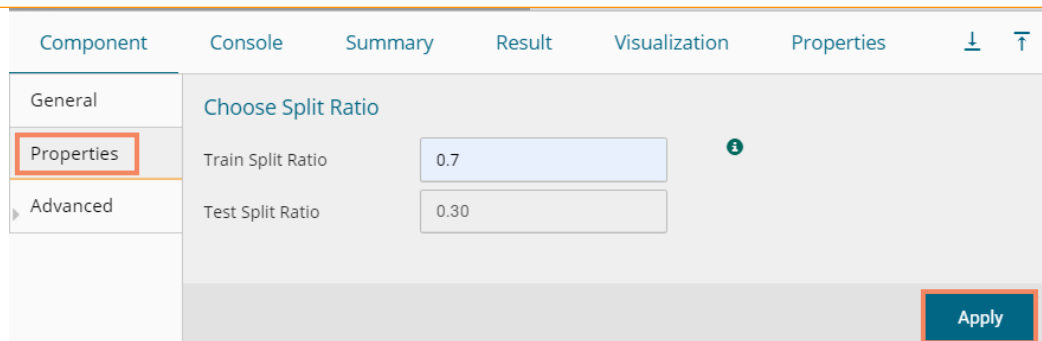 Component Console Summary Result Visualization Properties
General
Choose Split Ratio
Properties
Train Split Ratio 0.7
Advanced
Test Split Ratio 0.30
Apply